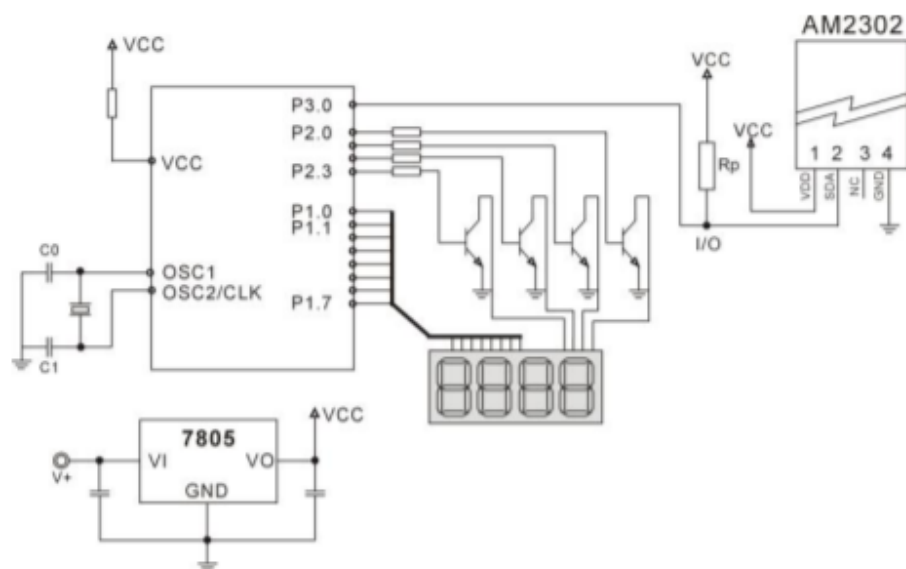 AM2302
VCC
VCC
P3.0
P2.0
VCC
P2.3
VCC
Rp
1 2 3 4
VDD SDA NC GND
P1.0
P1.1
I/O
C0
OSC1
OSC2/CLK
P1.7
C1
VCC
7805
VI VO
V+
GND